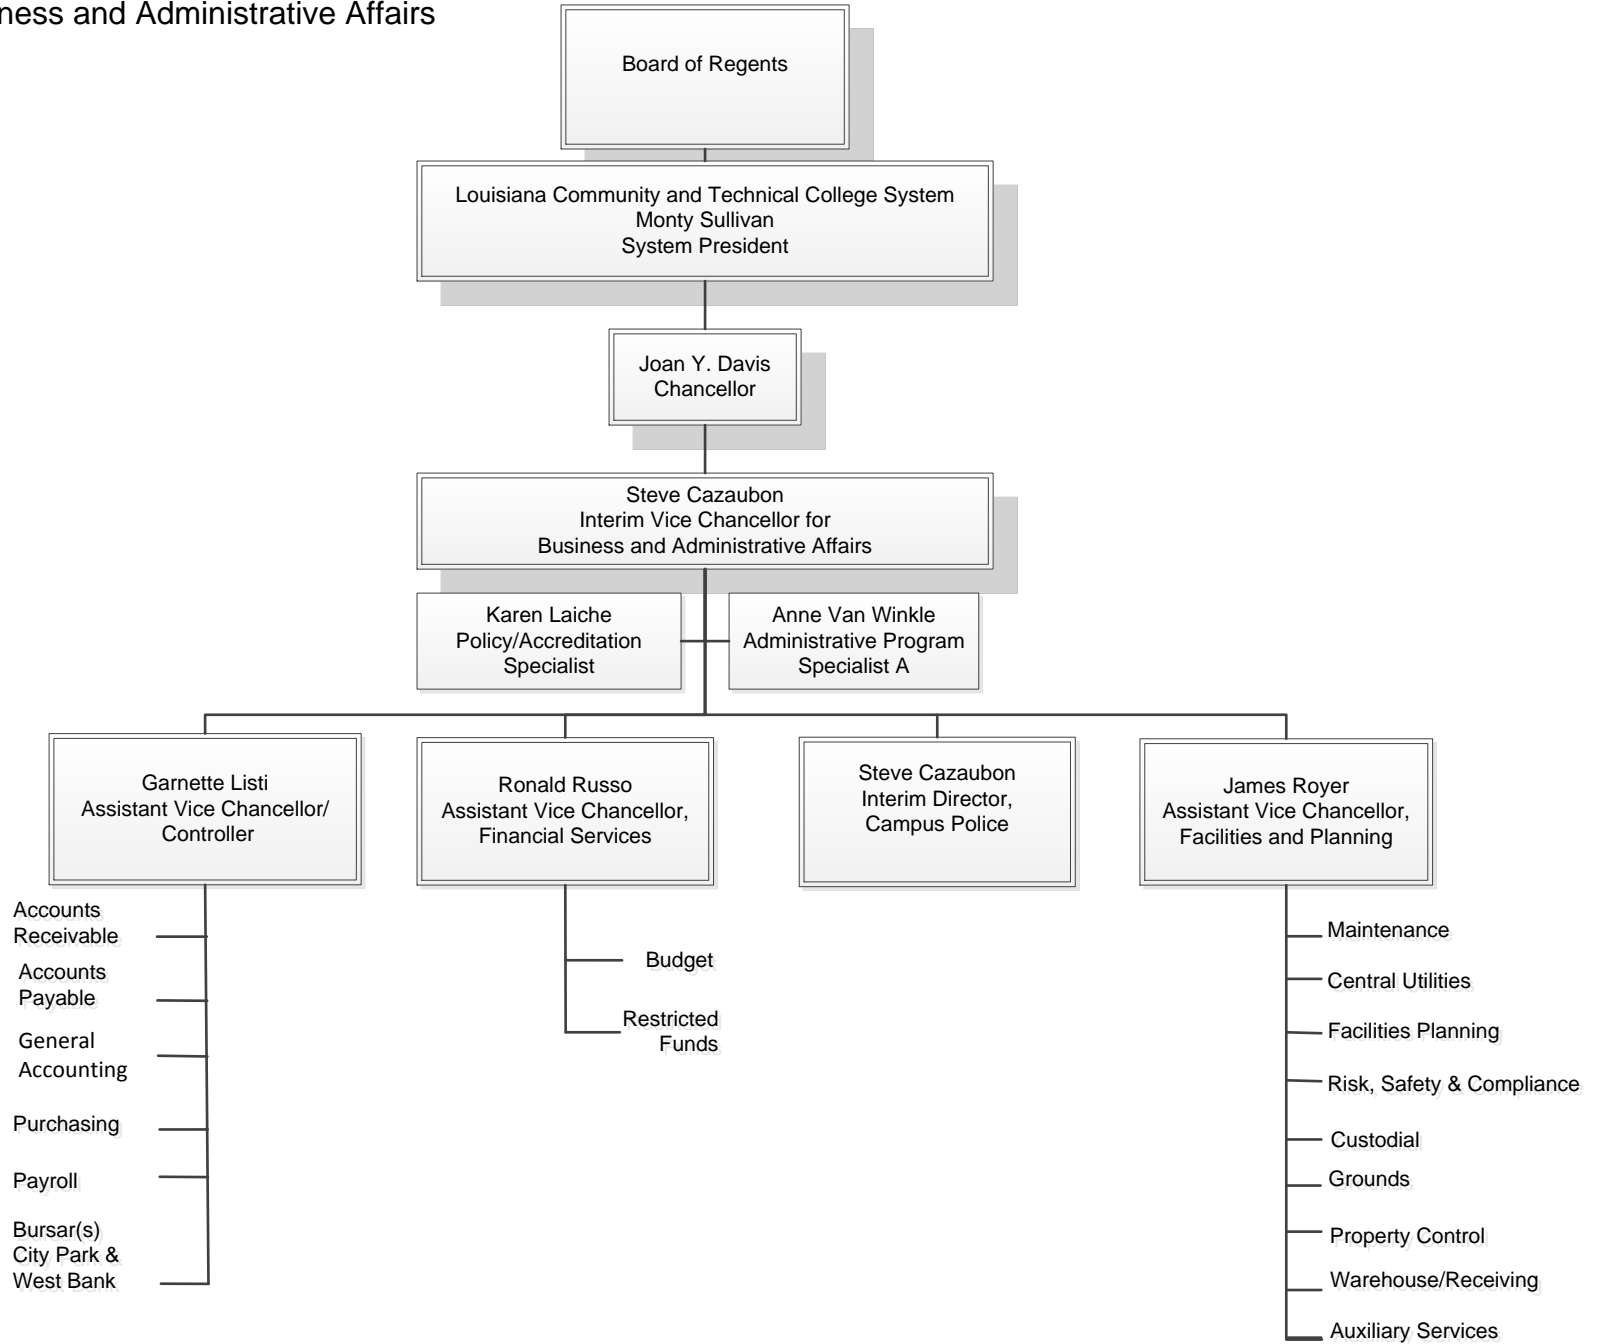 ness and Administrative Affairs
Board of Regents
Louisiana Community and Technical College System
Monty Sullivan
System President
Joan Y. Davis
Chancellor
Steve Cazaubon
Interim Vice Chancellor for
Business and Administrative Affairs
Karen Laiche
Policy/Accreditation
Specialist
Anne Van Winkle
Administrative Program
Specialist A
Garnette Listi
Assistant Vice Chancellor/
Controller
Ronald Russo
Assistant Vice Chancellor,
Financial Services
Steve Cazaubon
Interim Director,
Campus Police
James Royer
Assistant Vice Chancellor,
Facilities and Planning
Accounts
Receivable
Accounts
Payable
General
Accounting
Purchasing
Payroll
Bursar(s)
City Park &
West Bank
Budget
Restricted
Funds
Maintenance
Central Utilities
Facilities Planning
Risk, Safety & Compliance
Custodial
Grounds
Property Control
Warehouse/Receiving
Auxiliary Services